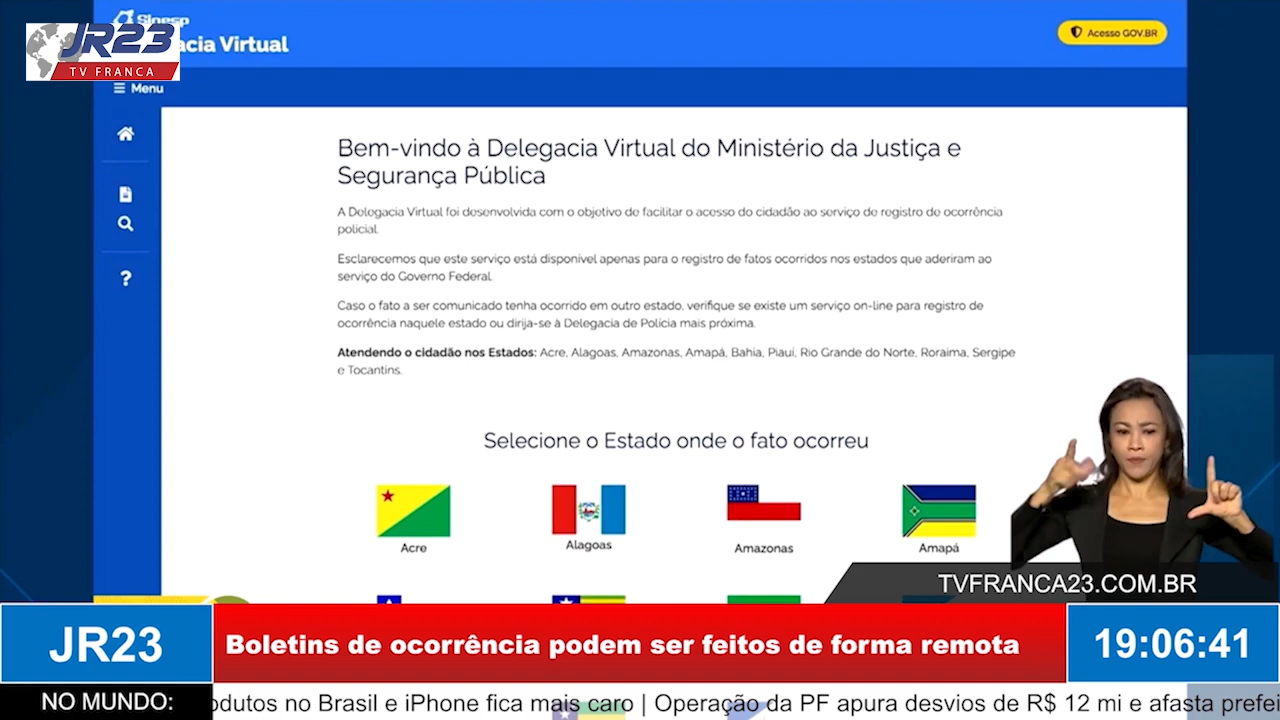 Sinesp
JR23
TV FRANCA
acia Virtual
Acesso GOV.BR
Menu
Bem-vindo à Delegacia Virtual do Ministério da Justiça e
Segurança Pública
A Delegacia Virtual foi desenvolvida com o objetivo de facilitar o acesso do cidadão ao serviço de registro de ocorrência
policial.
Esclarecemos que este serviço está disponível apenas para o registro de fatos ocorridos nos estados que aderiram ao
serviço do Governo Federal.
Caso o fato a ser comunicado tenha ocorrido em outro estado, verifique se existe um serviço on-line para registro de
ocorrência naquele estado ou dirija-se à Delegacia de Polícia mais próxima.
Atendendo o cidadão nos Estados: Acre, Alagoas, Amazonas, Amapá, Bahia, Piauí, Rio Grande do Norte, Roraima, Sergipe
e Tocantins.
Selecione o Estado onde o fato ocorreu
Acre
Alagoas
Amazonas
Amapá
TVFRANCA23.COM.BR
JR23
Boletins de ocorrência podem ser feitos de forma remota
19:06:41
NO MUNDO:
odutos no Brasil e iPhone fica mais caro | Operação da PF apura desvios de R$ 12 mi e afasta prefei